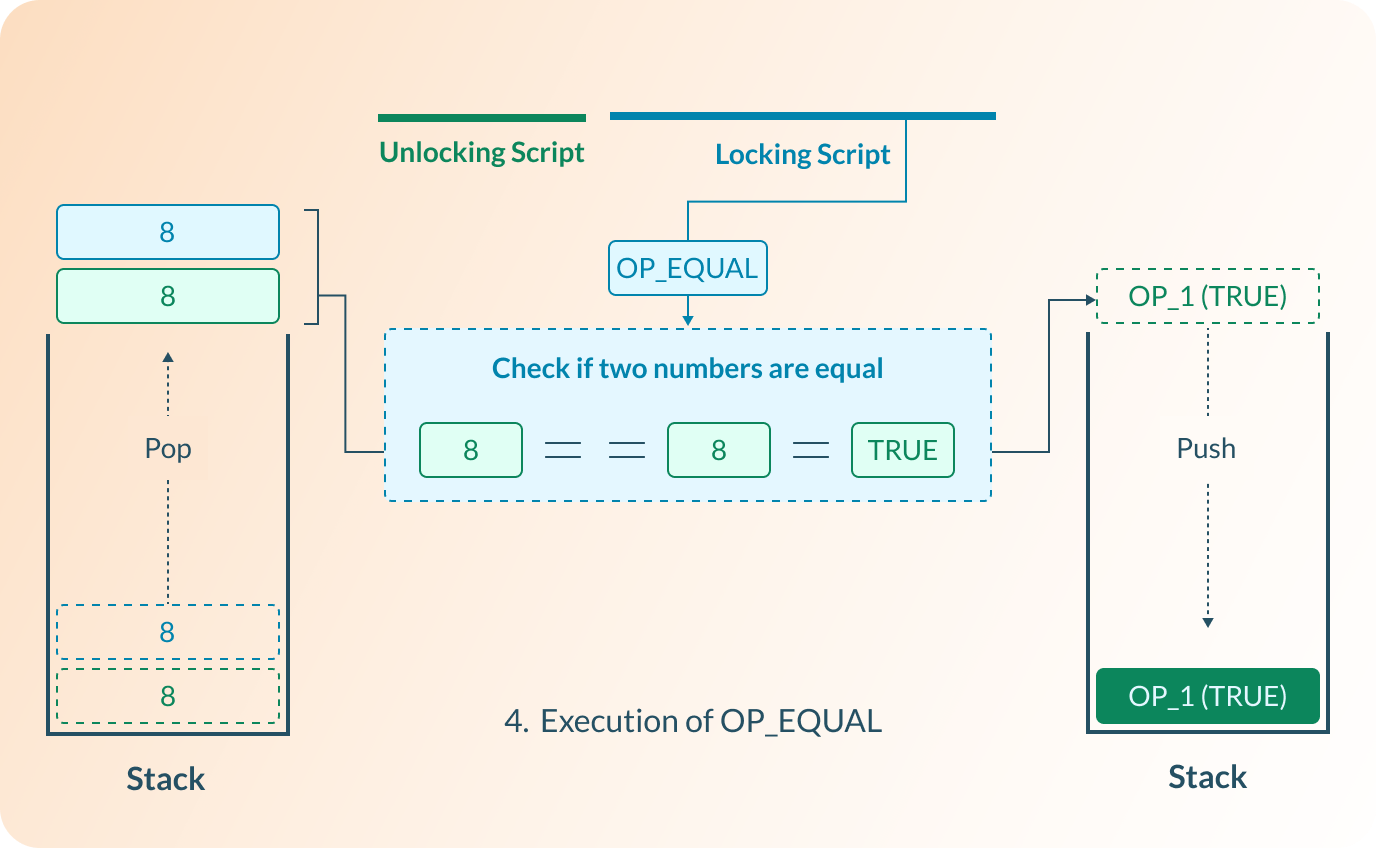 Unlocking Script
Locking Script
8
8
OP_EQUAL
OP_1 (TRUE)
Check if two numbers are equal
8 = = 8 = TRUE
Pop
Push
8
8
OP_1 (TRUE)
4. Execution of OP_EQUAL
Stack
Stack